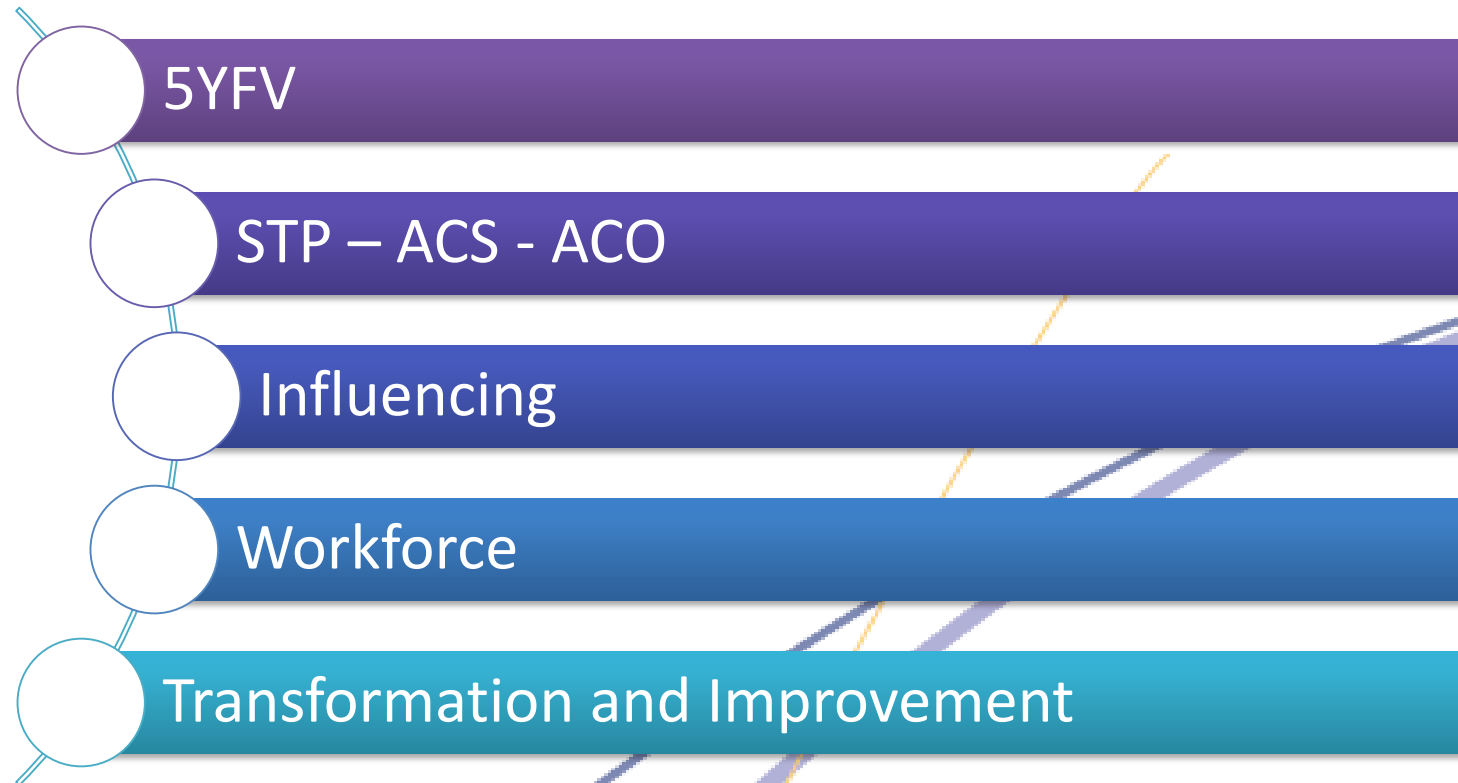 5YFV
STP – ACS - ACO
Influencing
Workforce
Transformation and Improvement